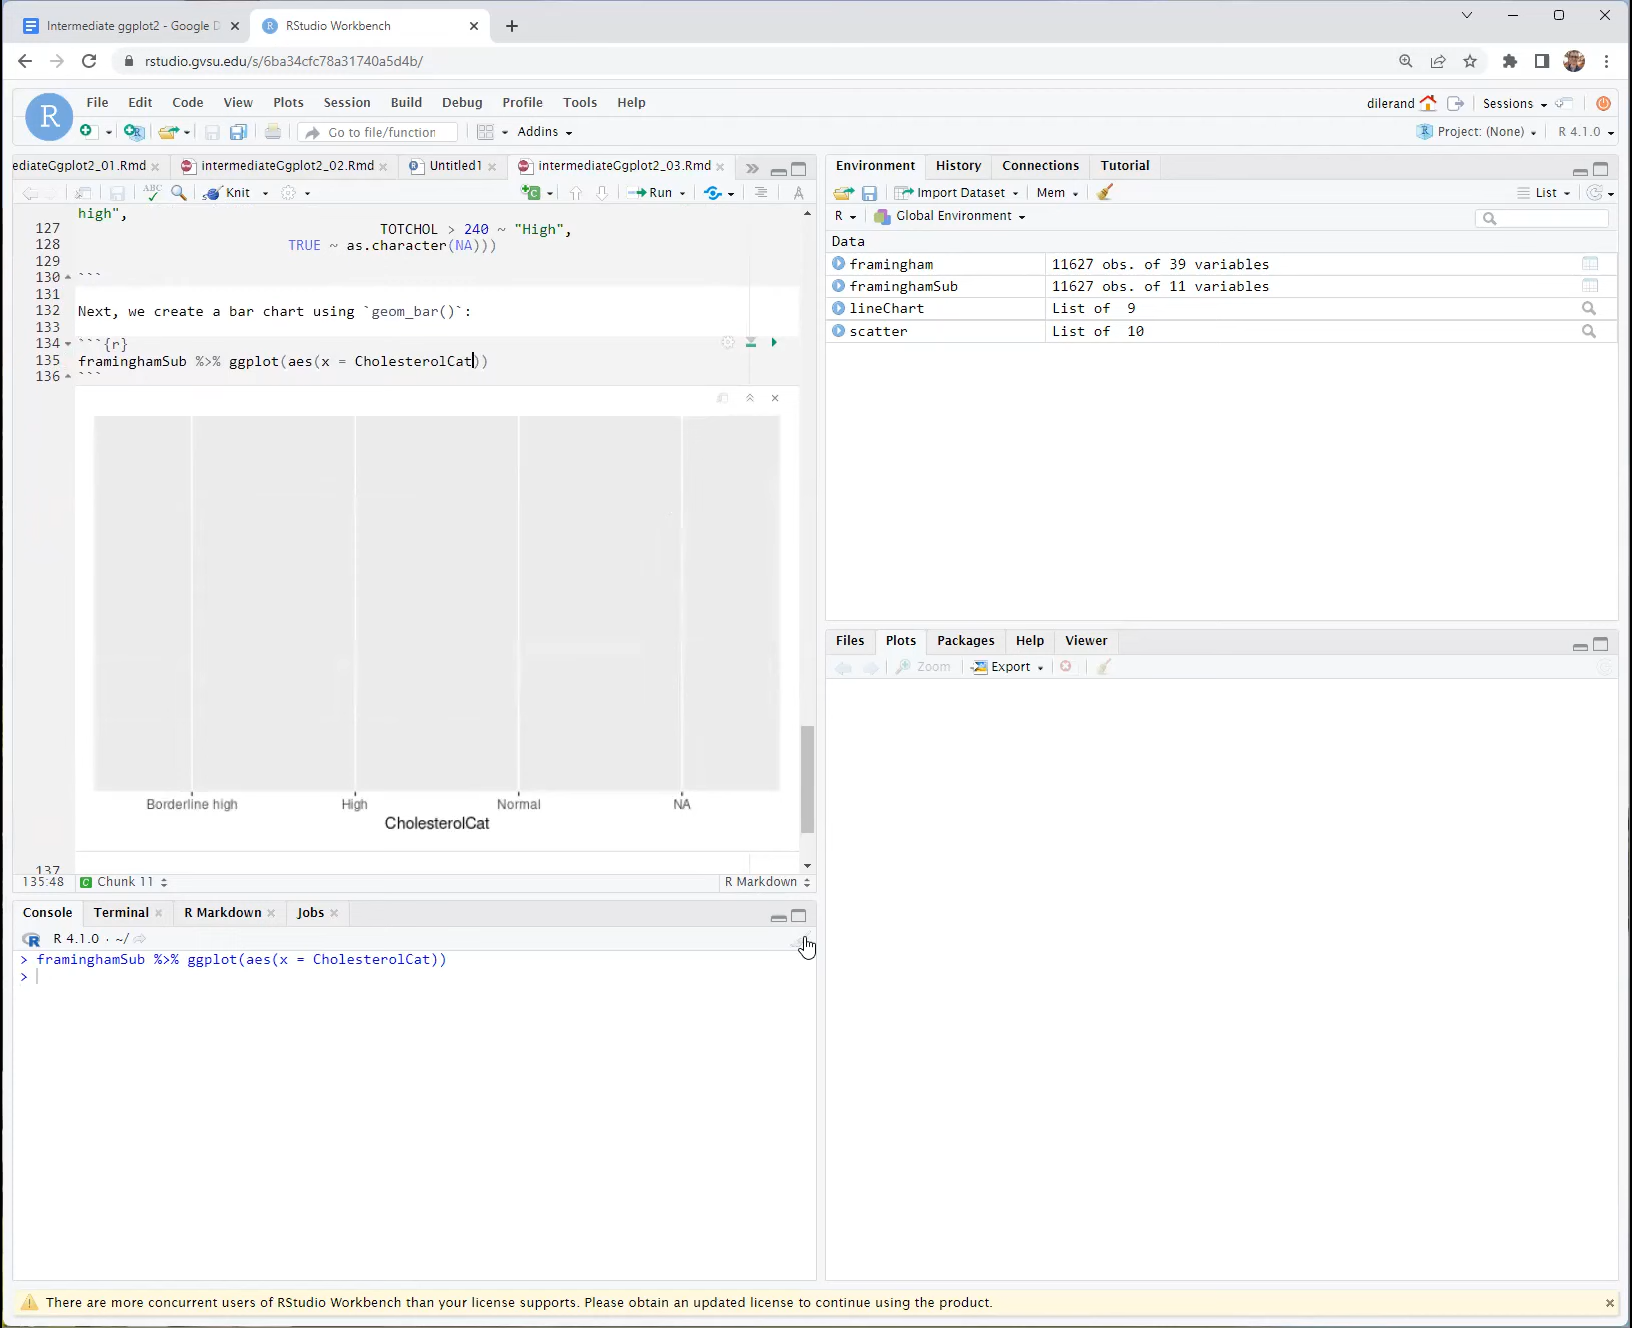 Intermediate ggplot2 - Google D
RStudio Workbench
rstudio.gvsu.edu/s/6ba34cfc78a31740a5d4b/
R
File Edit Code View Plots Session Build Debug Profile Tools Help
dilerand Sessions
Go to file/function
Addins
Project: (None)
R 4.1.0
ediateGgplot2_01.Rmd
intermediateGgplot2_02.Rmd
Untitled1
intermediateGgplot2_03.Rmd
ABC
Knit
Run
high",
127 TOTCHOL > 240 ~ "High",
128 TRUE ~ as.character(NA)))
129
130 ```
131
132 Next, we create a bar chart using `geom_bar()`:
133
134 ```{r}
135 framinghamSub %>% ggplot(aes(x = CholesterolCat))
136 ```
Borderline high High Normal NA
CholesterolCat
137
135:48 C Chunk 11 R Markdown
Console Terminal R Markdown Jobs
R 4.1.0 · ~/
> framinghamSub %>% ggplot(aes(x = CholesterolCat))
>
Environment History Connections Tutorial
Import Dataset Mem List
R Global Environment
Data
framingham 11627 obs. of 39 variables
framinghamSub 11627 obs. of 11 variables
lineChart List of 9
scatter List of 10
Files Plots Packages Help Viewer
Zoom Export
There are more concurrent users of RStudio Workbench than your license supports. Please obtain an updated license to continue using the product.